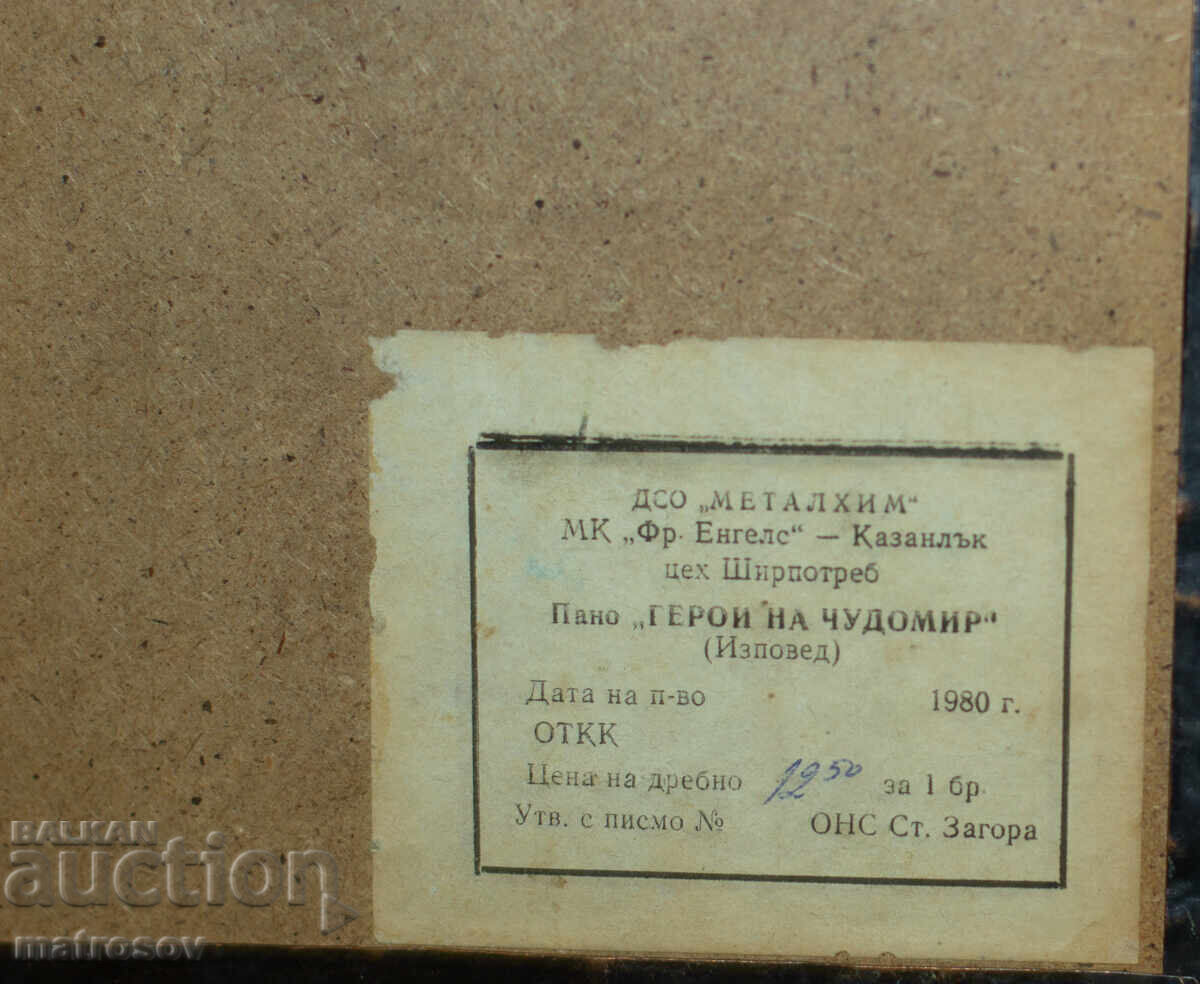 ДСО „МЕТАЛХИМ“
МК „Фр. Енгелс“ — Казанлък
цех Ширпотреб
Пано „ГЕРОИ НА ЧУДОМИР“
(Изповед)
Дата на п-во 1980 г.
ОТКК
Цена на дребно 12 50 за 1 бр.
Утв. с писмо № ОНС Ст. Загора
BALKAN
auction
matrosov